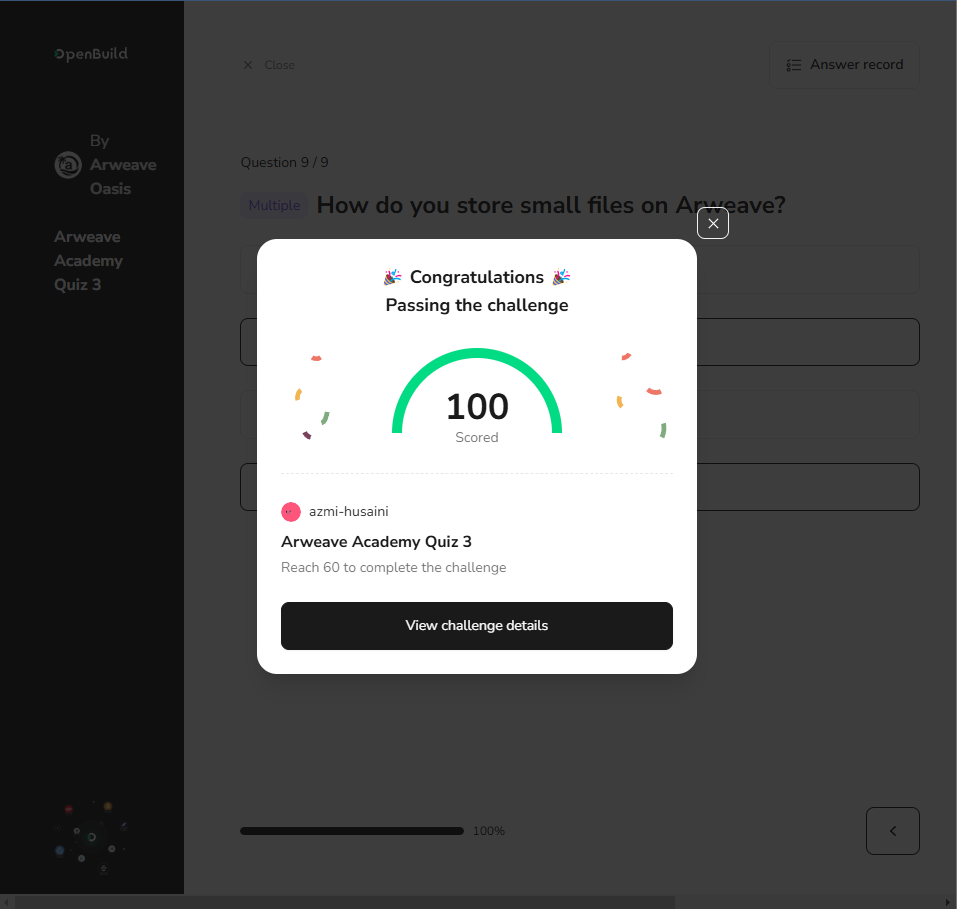 OpenBuild
Close
Answer record
By
Arweave
Oasis
Arweave
Academy
Quiz 3
Question 9 / 9
Multiple How do you store small files on Arweave?
🎉 Congratulations 🎉
Passing the challenge
100
Scored
azmi-husaini
Arweave Academy Quiz 3
Reach 60 to complete the challenge
View challenge details
100%